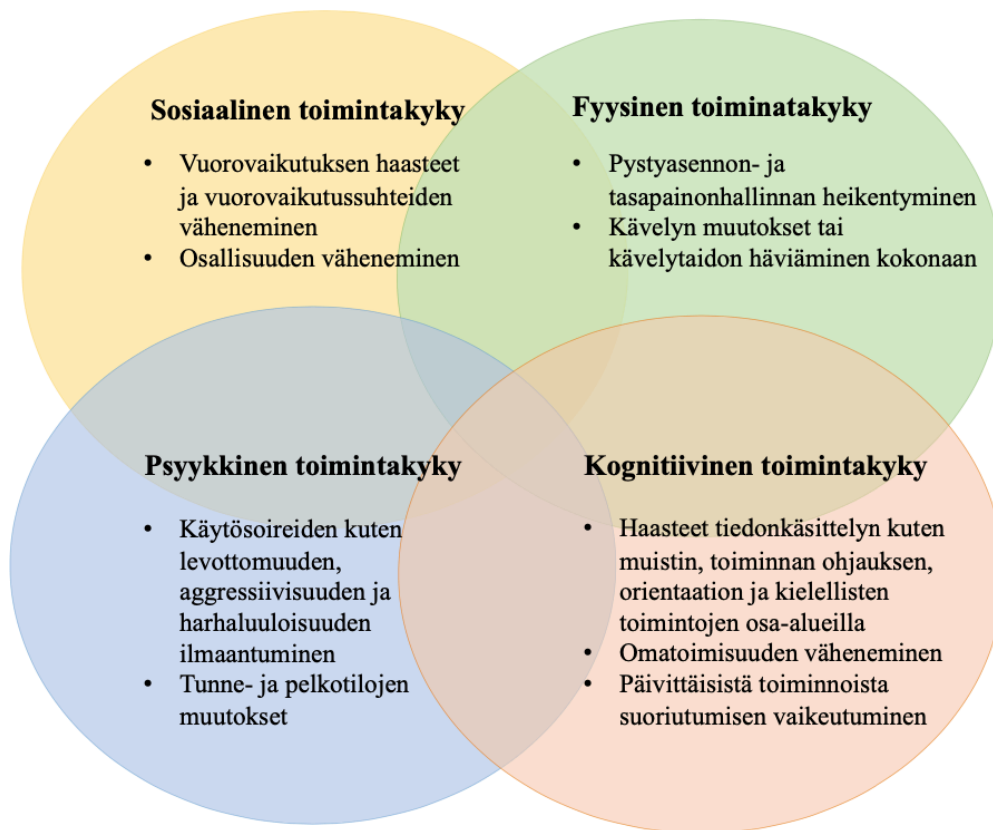 Sosiaalinen toimintakyky
• Vuorovaikutuksen haasteet
ja vuorovaikutussuhteiden
väheneminen
• Osallisuuden väheneminen
Fyysinen toiminatakyky
• Pystyasennon- ja
tasapainonhallinnan heikentyminen
• Kävelyn muutokset tai
kävelytaidon häviäminen kokonaan
Psyykkinen toimintakyky
• Käytösoireiden kuten
levottomuuden,
aggressiivisuuden ja
harhaluuloisuuden
ilmaantuminen
• Tunne- ja pelkotilojen
muutokset
Kognitiivinen toimintakyky
• Haasteet tiedonkäsittelyn kuten
muistin, toiminnan ohjauksen,
orientaation ja kielellisten
toimintojen osa-alueilla
• Omatoimisuuden väheneminen
• Päivittäisistä toiminnoista
suoriutumisen vaikeutuminen